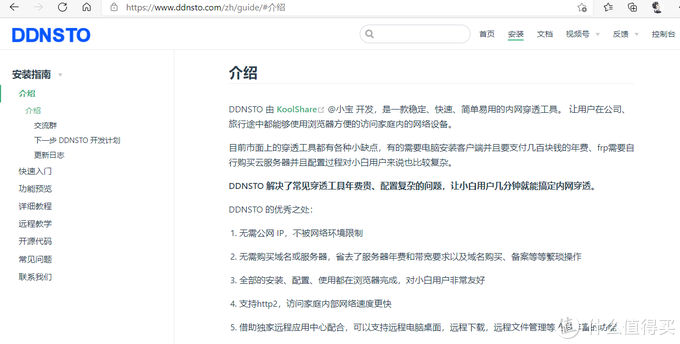 https://www.ddnsto.com/zh/guide/#介绍
DDNSTO
首页 安装 文档 视频号 反馈 控制台
安装指南
介绍
介绍
交流群
下一步 DDNSTO 开发计划
更新日志
快速入门
功能预览
详细教程
远程教学
开源代码
常见问题
联系我们
介绍
DDNSTO 由 KoolShare @小宝 开发，是一款稳定、快速、简单易用的内网穿透工具。 让用户在公司、
旅行途中都能够使用浏览器方便的访问家庭内的网络设备。
目前市面上的穿透工具都有各种小缺点，有的需要电脑安装客户端并且要支付几百块钱的年费、frp需要自
行购买云服务器并且配置过程对小白用户来说也比较复杂。
DDNSTO 解决了常见穿透工具年费贵、配置复杂的问题，让小白用户几分钟就能搞定内网穿透。
DDNSTO 的优秀之处：
1. 无需公网 IP，不被网络环境限制
2. 无需购买域名或服务器，省去了服务器年费和带宽要求以及域名购买、备案等等繁琐操作
3. 全部的安装、配置、使用都在浏览器完成，对小白用户非常友好
4. 支持http2，访问家庭内部网络速度更快
5. 借助独家远程应用中心配合，可以支持远程电脑桌面，远程下载，远程文件管理等
值 什么值得买